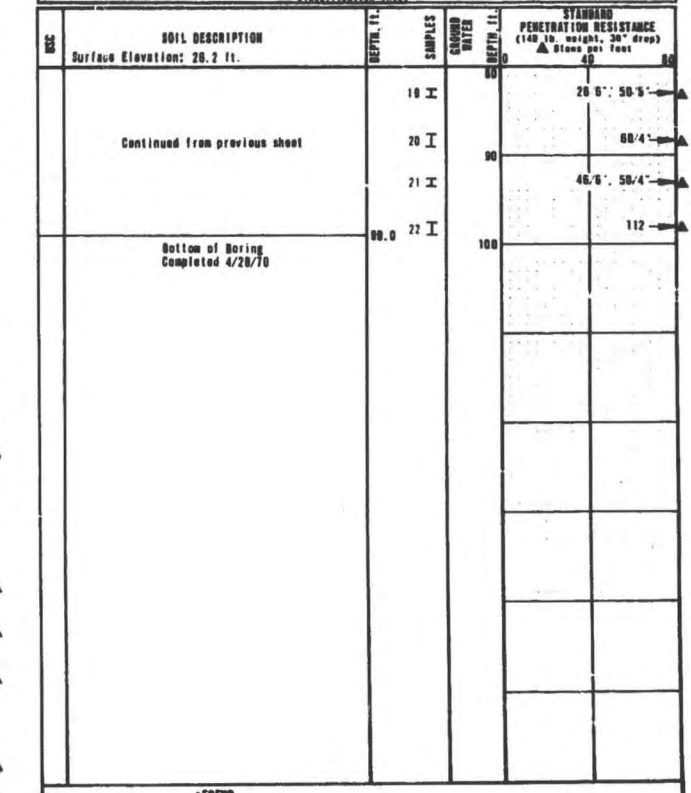 USC
SOIL DESCRIPTION
Surface Elevation: 28.2 ft.
DEPTH, ft.
SAMPLES
GROUND WATER
DEPTH, ft.
STANDARD
PENETRATION RESISTANCE
(140 lb. weight, 30" drop)
▲ Blows per foot
0 40 80
80
19 28/6", 50/5"
Continued from previous sheet 20 60/4"
90
21 46/6", 50/4"
22 112
99.0
100
Bottom of Boring
Completed 4/28/70
LEGEND